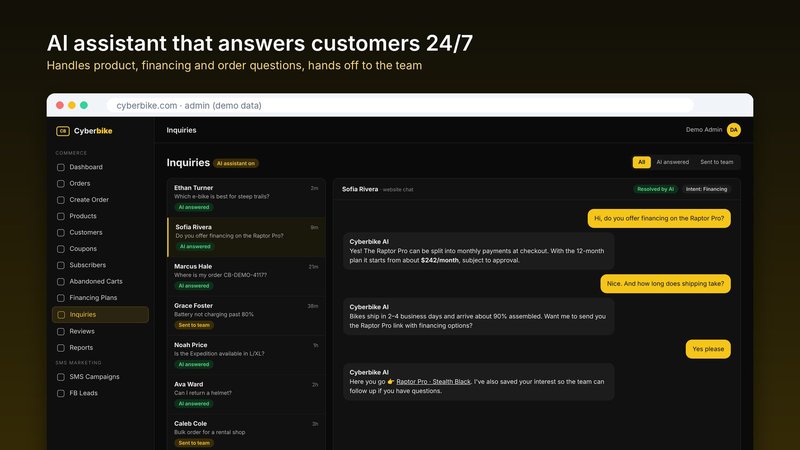 AI assistant that answers customers 24/7
Handles product, financing and order questions, hands off to the team
cyberbike.com · admin (demo data)
CB Cyberbike
COMMERCE
Dashboard
Orders
Create Order
Products
Customers
Coupons
Subscribers
Abandoned Carts
Financing Plans
Inquiries
Reviews
Reports
SMS MARKETING
SMS Campaigns
FB Leads
Inquiries
Demo Admin DA
Inquiries AI assistant on
All AI answered Sent to team
Ethan Turner 2m
Which e-bike is best for steep trails?
AI answered
Sofia Rivera 9m
Do you offer financing on the Raptor Pro?
AI answered
Marcus Hale 21m
Where is my order CB-DEMO-4117?
AI answered
Grace Foster 38m
Battery not charging past 80%
Sent to team
Noah Price 1h
Is the Expedition available in L/XL?
AI answered
Ava Ward 2h
Can I return a helmet?
AI answered
Caleb Cole 3h
Bulk order for a rental shop
Sent to team
Sofia Rivera · website chat Resolved by AI Intent: Financing
Hi, do you offer financing on the Raptor Pro?
Cyberbike AI
Yes! The Raptor Pro can be split into monthly payments at checkout. With the 12-month
plan it starts from about $242/month, subject to approval.
Nice. And how long does shipping take?
Cyberbike AI
Bikes ship in 2–4 business days and arrive about 90% assembled. Want me to send you
the Raptor Pro link with financing options?
Yes please
Cyberbike AI
Here you go 👉 Raptor Pro · Stealth Black. I've also saved your interest so the team can
follow up if you have questions.